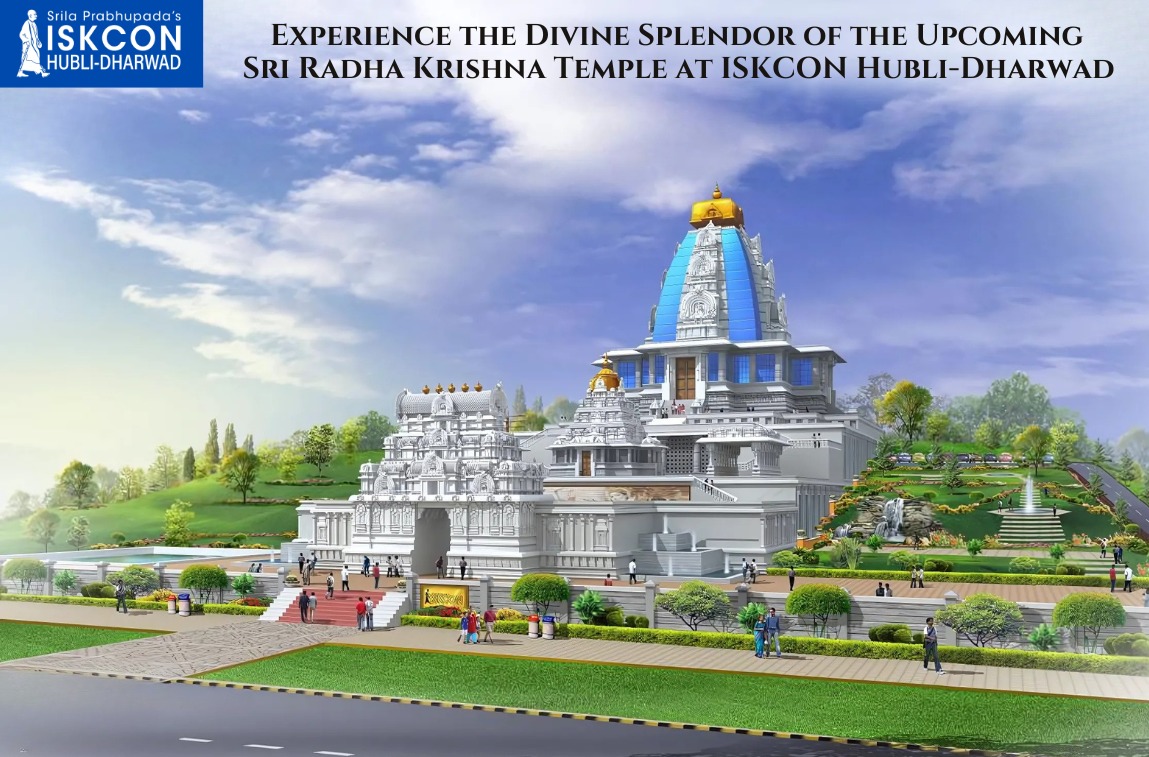 Srila Prabhupada's
ISKCON
HUBLI-DHARWAD
EXPERIENCE THE DIVINE SPLENDOR OF THE UPCOMING
SRI RADHA KRISHNA TEMPLE AT ISKCON HUBLI-DHARWAD